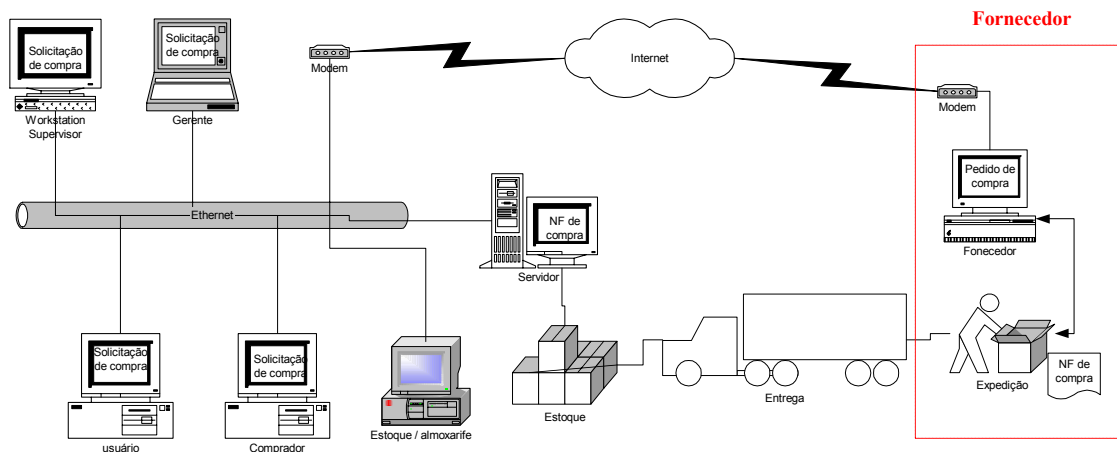 Fornecedor
Solicitação
de compra
Workstation
Supervisor
Solicitação
de compra
Gerente
Modem
Internet
Modem
Pedido de
compra
Fonecedor
Ethernet
NF de
compra
Servidor
Solicitação
de compra
usuário
Solicitação
de compra
Comprador
Estoque / almoxarife
Estoque
Entrega
Expedição
NF de
compra